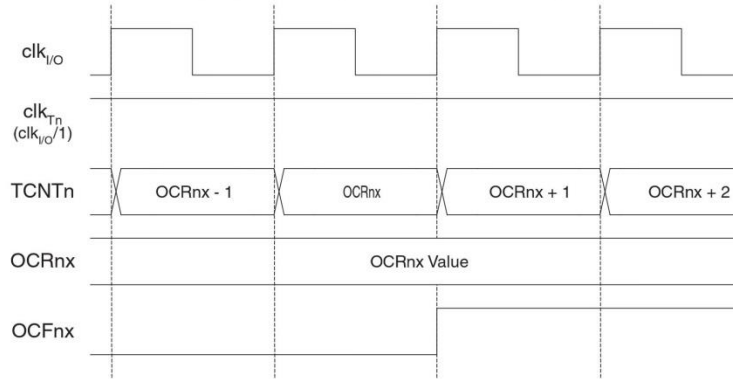 clkI/O
clkTn
(clkI/O/1)
TCNTn
OCRnx - 1
OCRnx
OCRnx + 1
OCRnx + 2
OCRnx
OCRnx Value
OCFnx